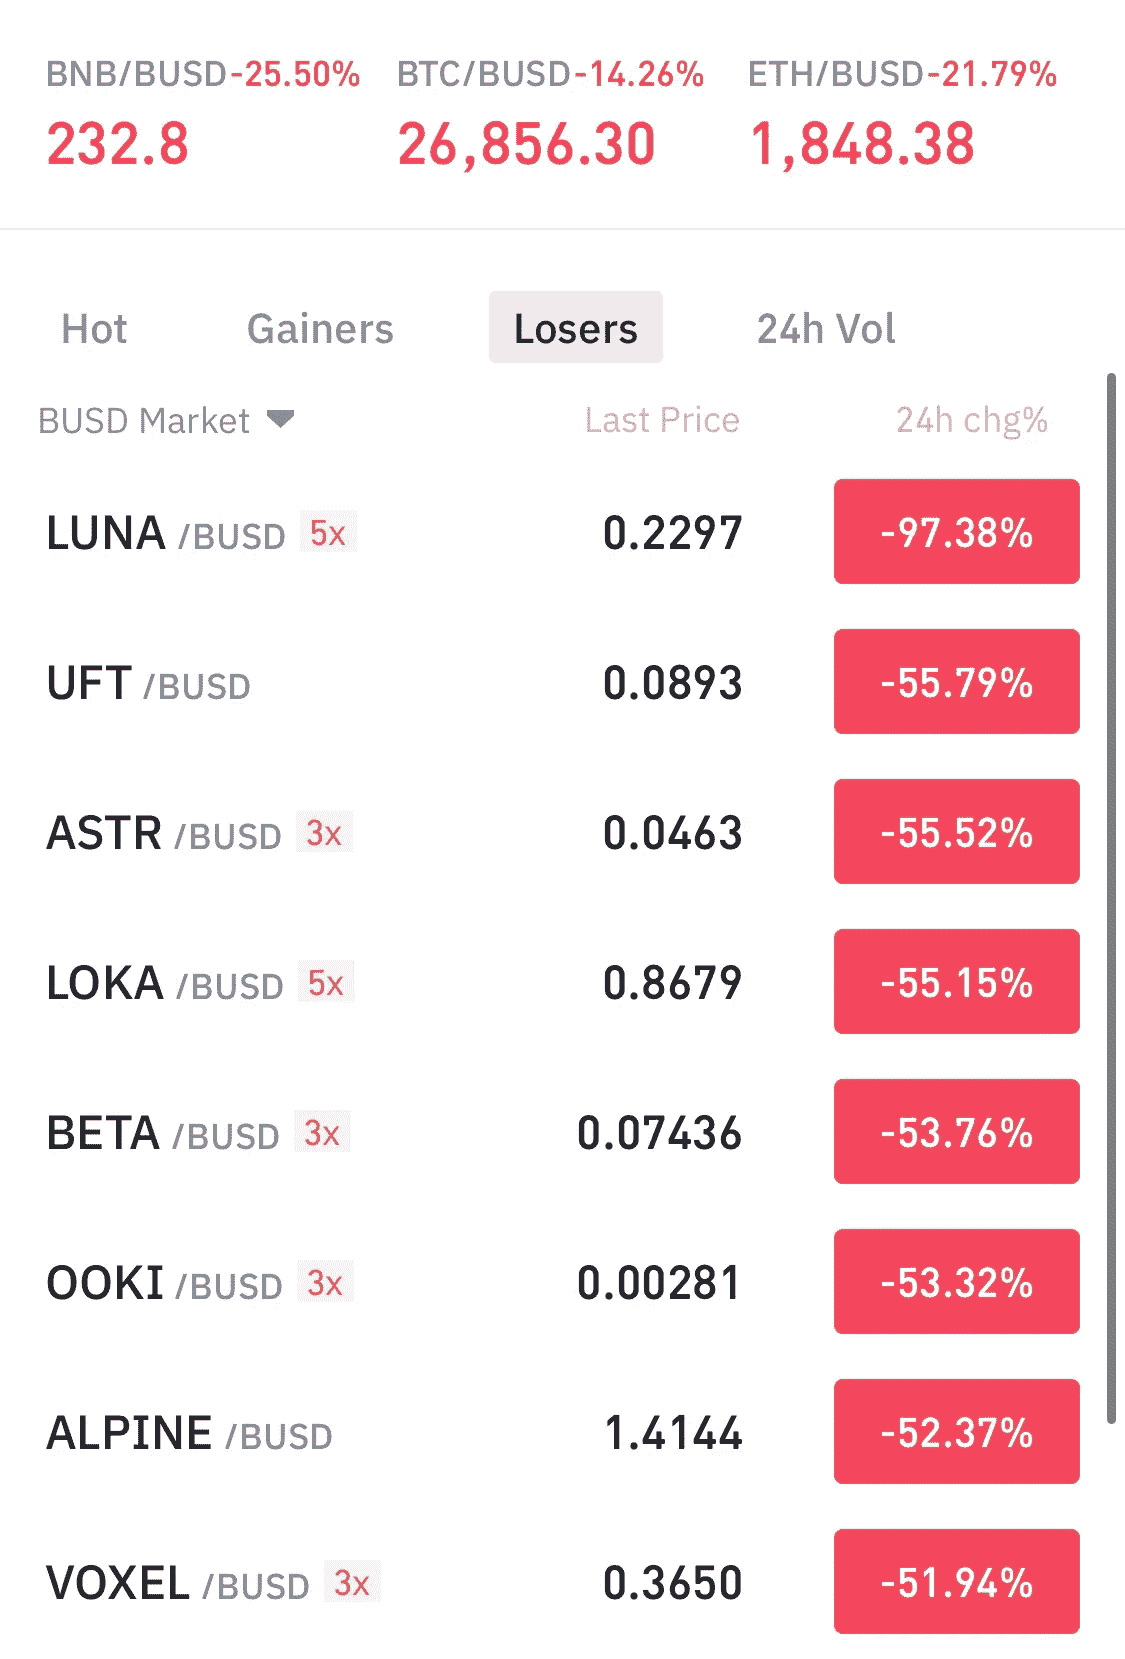 BNB/BUSD-25.50% BTC/BUSD-14.26% ETH/BUSD-21.79%
232.8 26,856.30 1,848.38
Hot Gainers Losers 24h Vol
BUSD Market Last Price 24h chg%
LUNA /BUSD 5x 0.2297 -97.38%
UFT /BUSD 0.0893 -55.79%
ASTR /BUSD 3x 0.0463 -55.52%
LOKA /BUSD 5x 0.8679 -55.15%
BETA /BUSD 3x 0.07436 -53.76%
OOKI /BUSD 3x 0.00281 -53.32%
ALPINE /BUSD 1.4144 -52.37%
VOXEL /BUSD 3x 0.3650 -51.94%